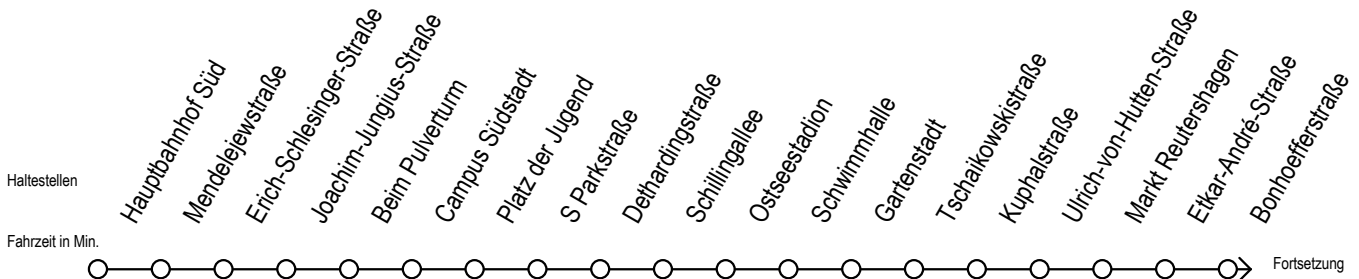 Haltestellen
Hauptbahnhof Süd
Mendelejewstraße
Erich-Schlesinger-Straße
Joachim-Jungius-Straße
Beim Pulverturm
Campus Südstadt
Platz der Jugend
S Parkstraße
Dethardingstraße
Schillingallee
Ostseestadion
Schwimmhalle
Gartenstadt
Tschaikowskistraße
Kuphalstraße
Ulrich-von-Hutten-Straße
Markt Reutershagen
Etkar-André-Straße
Bonhoefferstraße
Fahrzeit in Min.
Fortsetzung